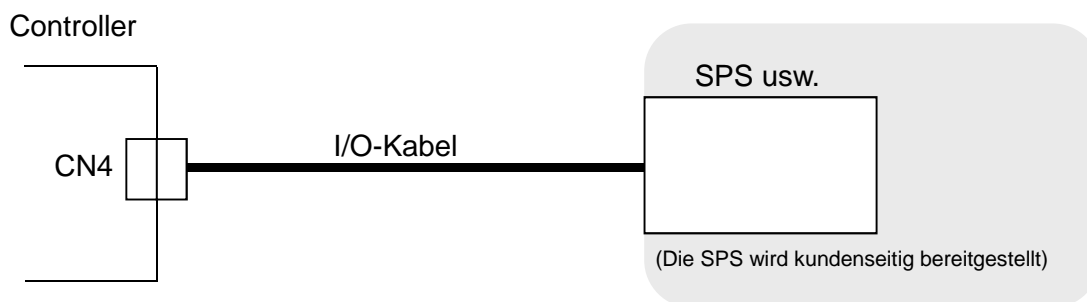 Controller
SPS usw.
I/O-Kabel
CN4
(Die SPS wird kundenseitig bereitgestellt)